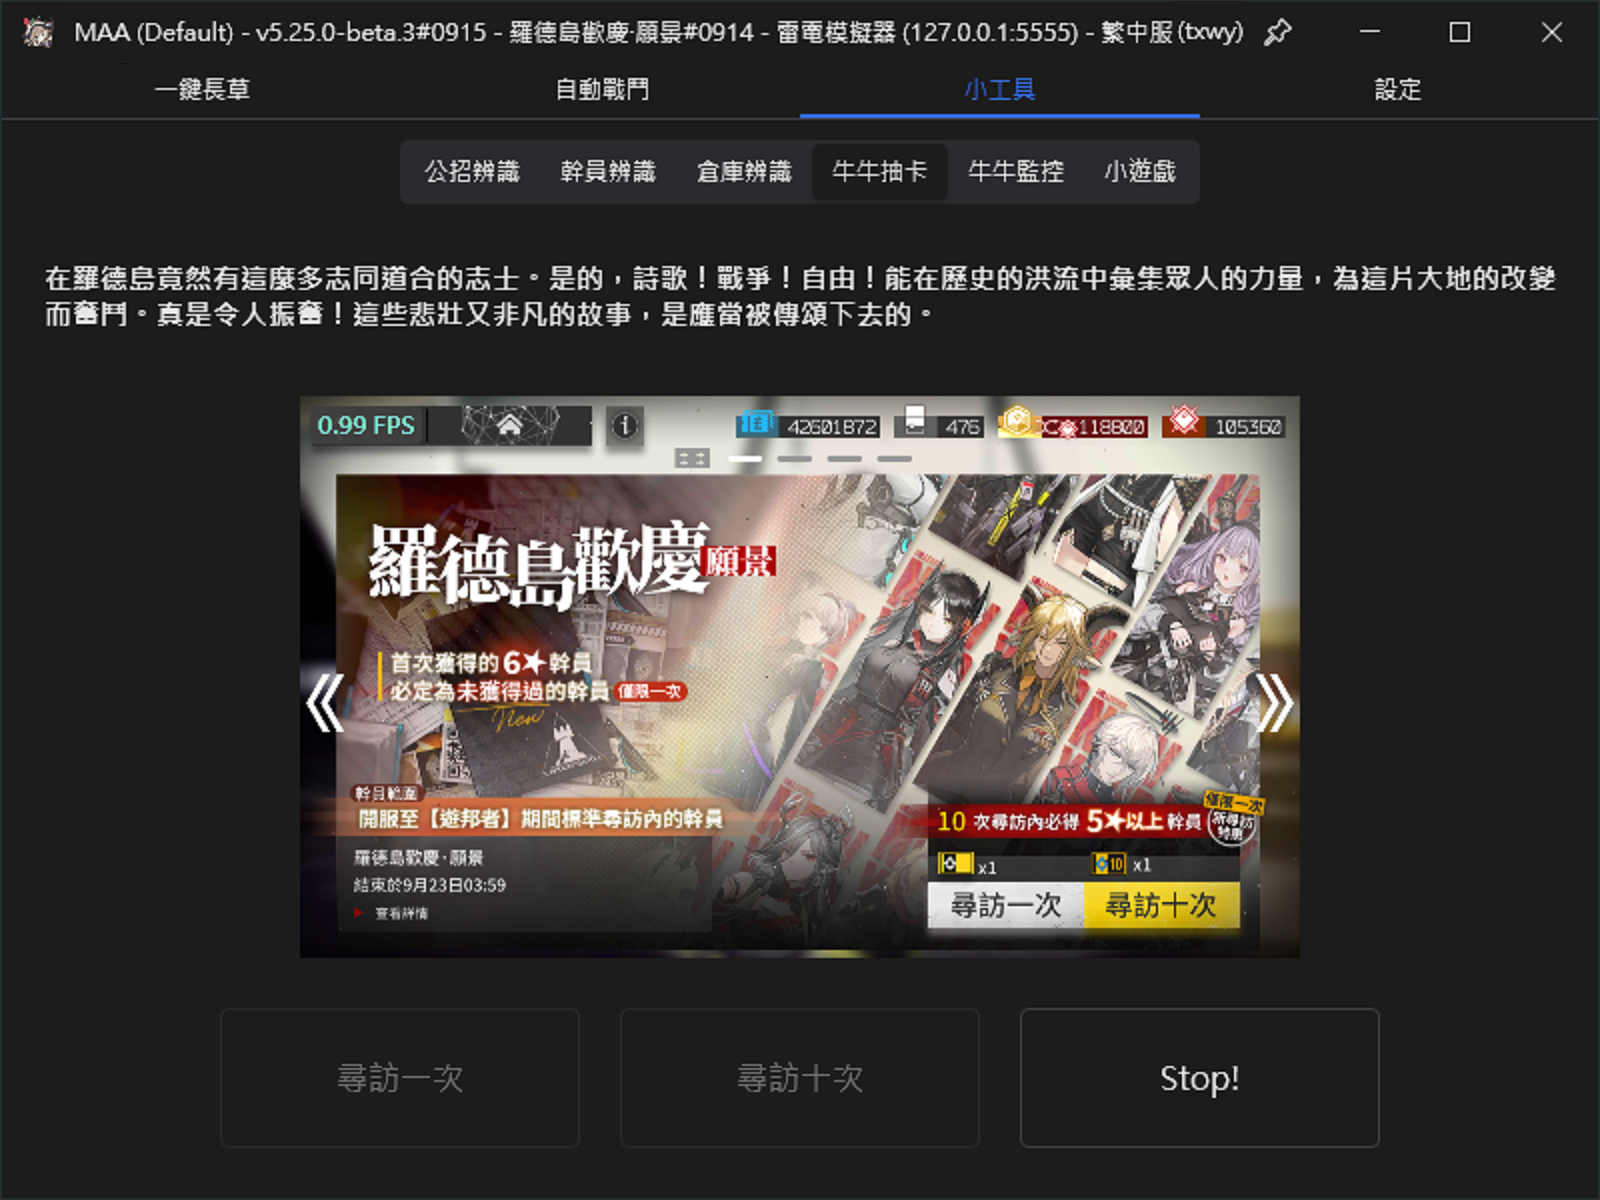 MAA (Default) - v5.25.0-beta.3#0915 - 羅德島歡慶·願景#0914 - 雷電模擬器 (127.0.0.1:5555) - 繁中服 (txwy)
一鍵長草 自動戰鬥 小工具 設定
公招辨識 幹員辨識 倉庫辨識 牛牛抽卡 牛牛監控 小遊戲
在羅德島竟然有這麼多志同道合的志士。是的，詩歌！戰爭！自由！能在歷史的洪流中彙集眾人的力量，為這片大地的改變
而奮鬥。真是令人振奮！這些悲壯又非凡的故事，是應當被傳頌下去的。
0.99 FPS 42601872 476 118800 105360
羅德島歡慶 願景
首次獲得的6★幹員
必定為未獲得過的幹員 僅限一次
New
幹員範圍
開服至【遊邦者】期間標準尋訪內的幹員
羅德島歡慶·願景
結束於9月23日03:59
查看詳情
僅限一次
10 次尋訪內必得 5★以上幹員
新尋訪
特惠
x1 10 x1
尋訪一次 尋訪十次
尋訪一次 尋訪十次 Stop!